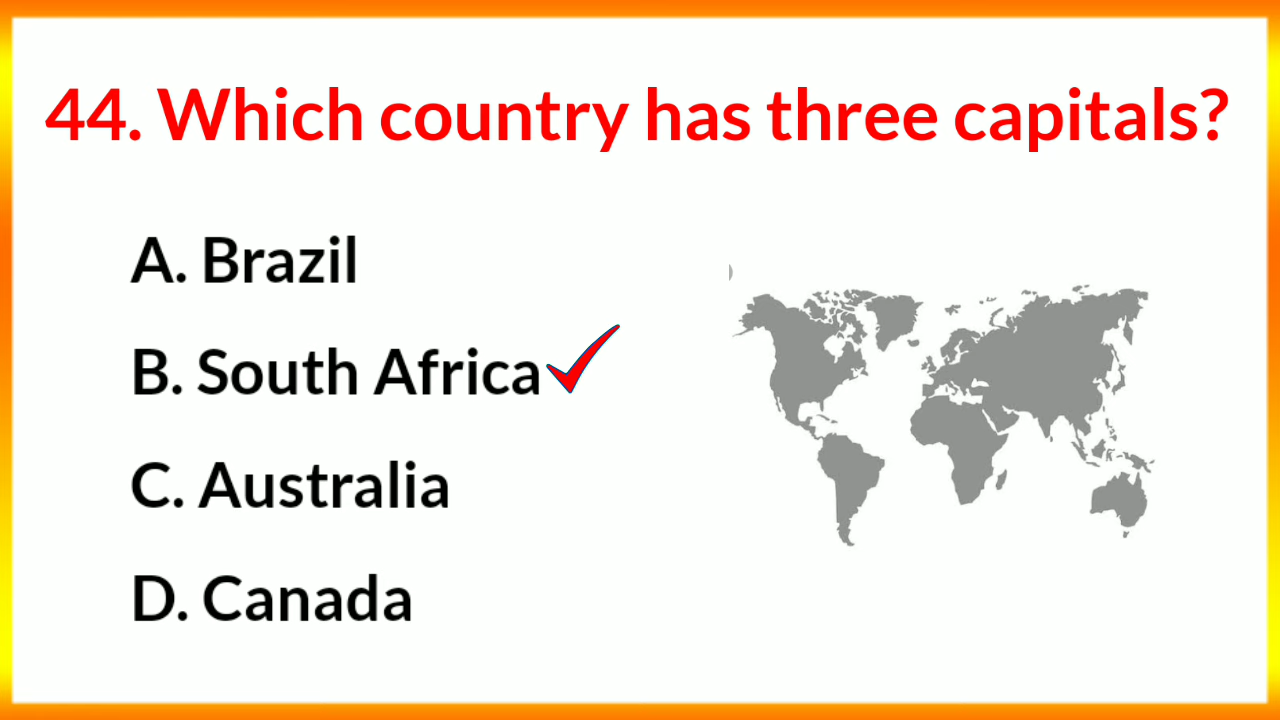 44. Which country has three capitals?
A. Brazil
B. South Africa
C. Australia
D. Canada